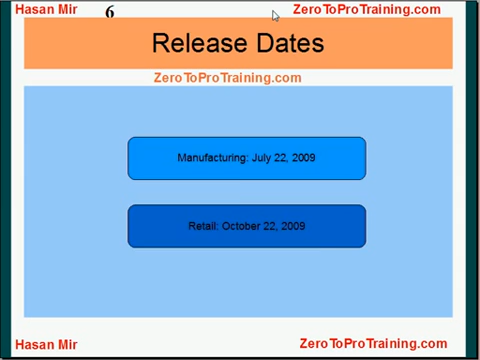 Hasan Mir 6 ZeroToProTraining.com
Release Dates
ZeroToProTraining.com
Manufacturing: July 22, 2009
Retail: October 22, 2009
Hasan Mir ZeroToProTraining.com